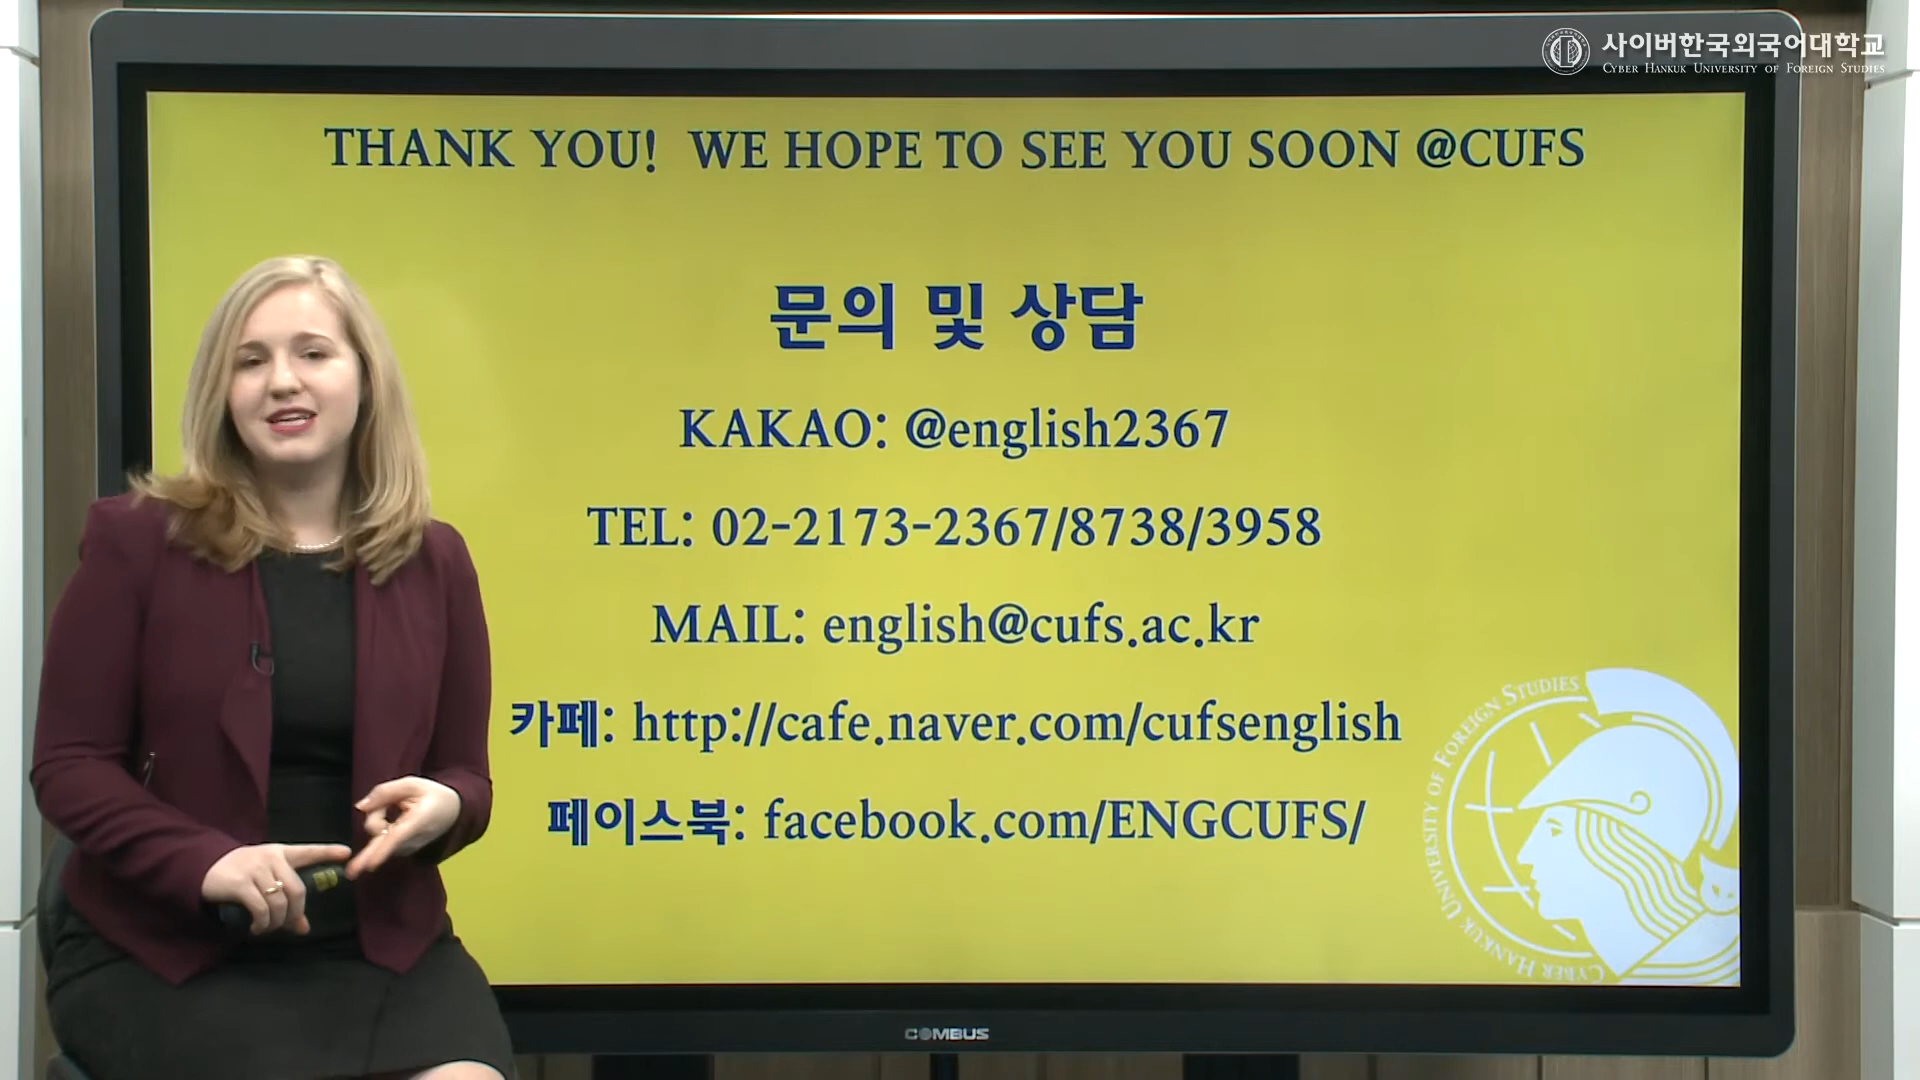 사이버한국외국어대학교
CYBER HANKUK UNIVERSITY OF FOREIGN STUDIES
THANK YOU! WE HOPE TO SEE YOU SOON @CUFS
문의 및 상담
KAKAO: @english2367
TEL: 02-2173-2367/8738/3958
MAIL: english@cufs.ac.kr
카페: http://cafe.naver.com/cufsenglish
페이스북: facebook.com/ENGCUFS/
CYBER HANKUK UNIVERSITY OF FOREIGN STUDIES
COMBUS